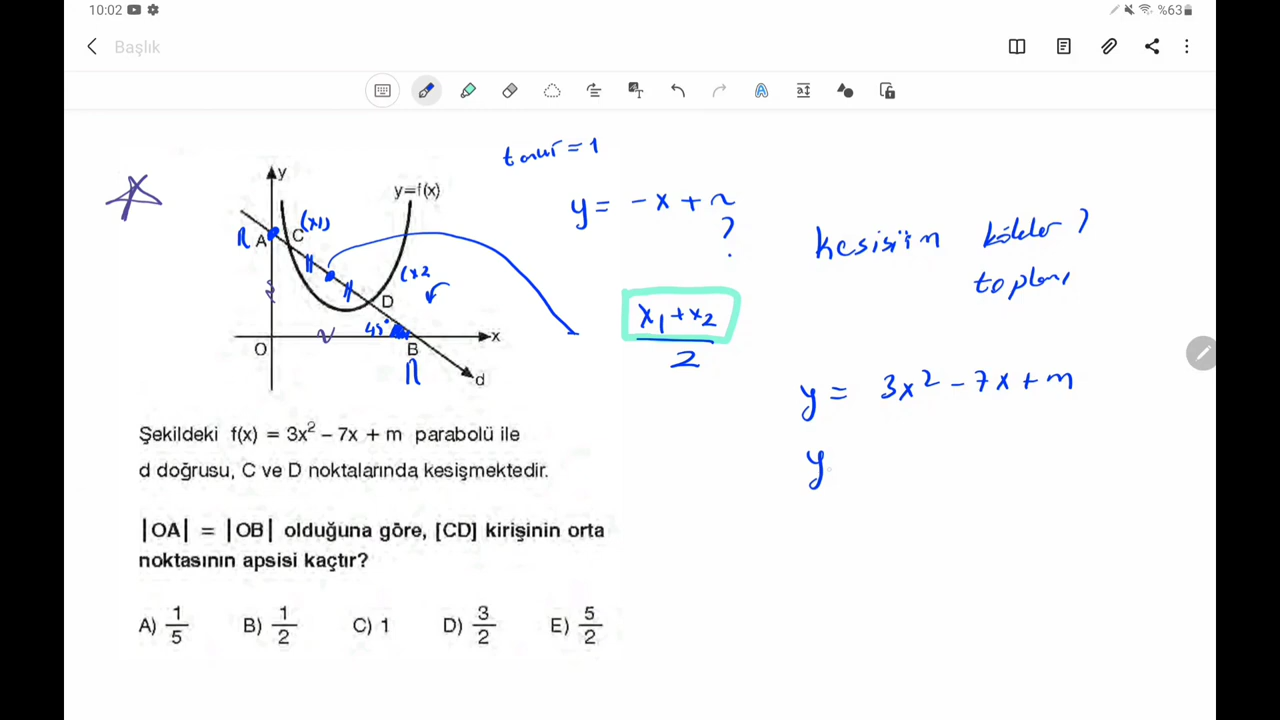 10:02
%63
Başlık
y
y=f(x)
A
C
(x1)
(x2
D
45°
O
B
x
n
n
d
tan45 = 1
y = -x + n
?
x1 + x2
2
kesişim kökler ?
toplamı
y = 3x² - 7x + m
y
Şekildeki f(x) = 3x² – 7x + m parabolü ile
d doğrusu, C ve D noktalarında kesişmektedir.
|OA| = |OB| olduğuna göre, [CD] kirişinin orta
noktasının apsisi kaçtır?
A) 1/5 B) 1/2 C) 1 D) 3/2 E) 5/2